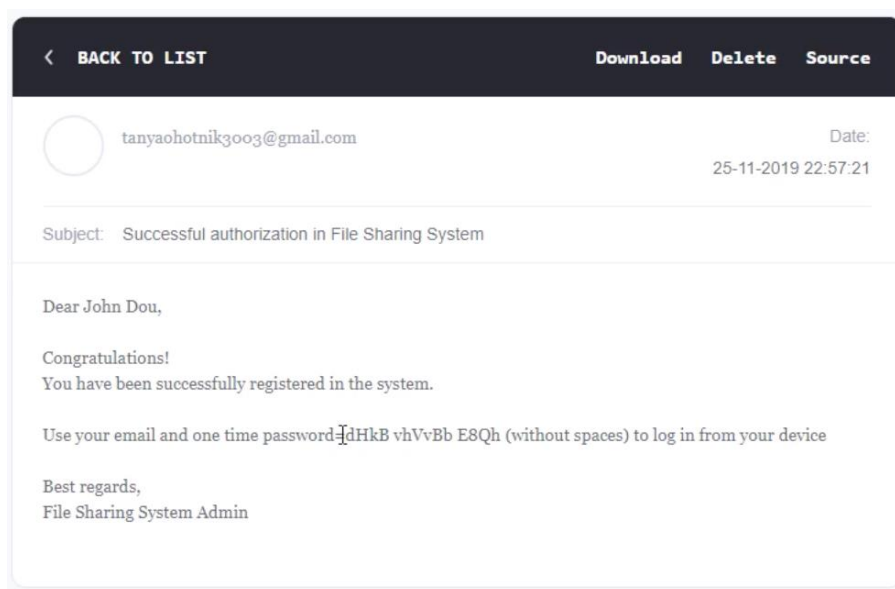 BACK TO LIST Download Delete Source
tanyaohotnik3003@gmail.com Date:
25-11-2019 22:57:21
Subject: Successful authorization in File Sharing System
Dear John Dou,
Congratulations!
You have been successfully registered in the system.
Use your email and one time password dHkB vhVvBb E8Qh (without spaces) to log in from your device
Best regards,
File Sharing System Admin